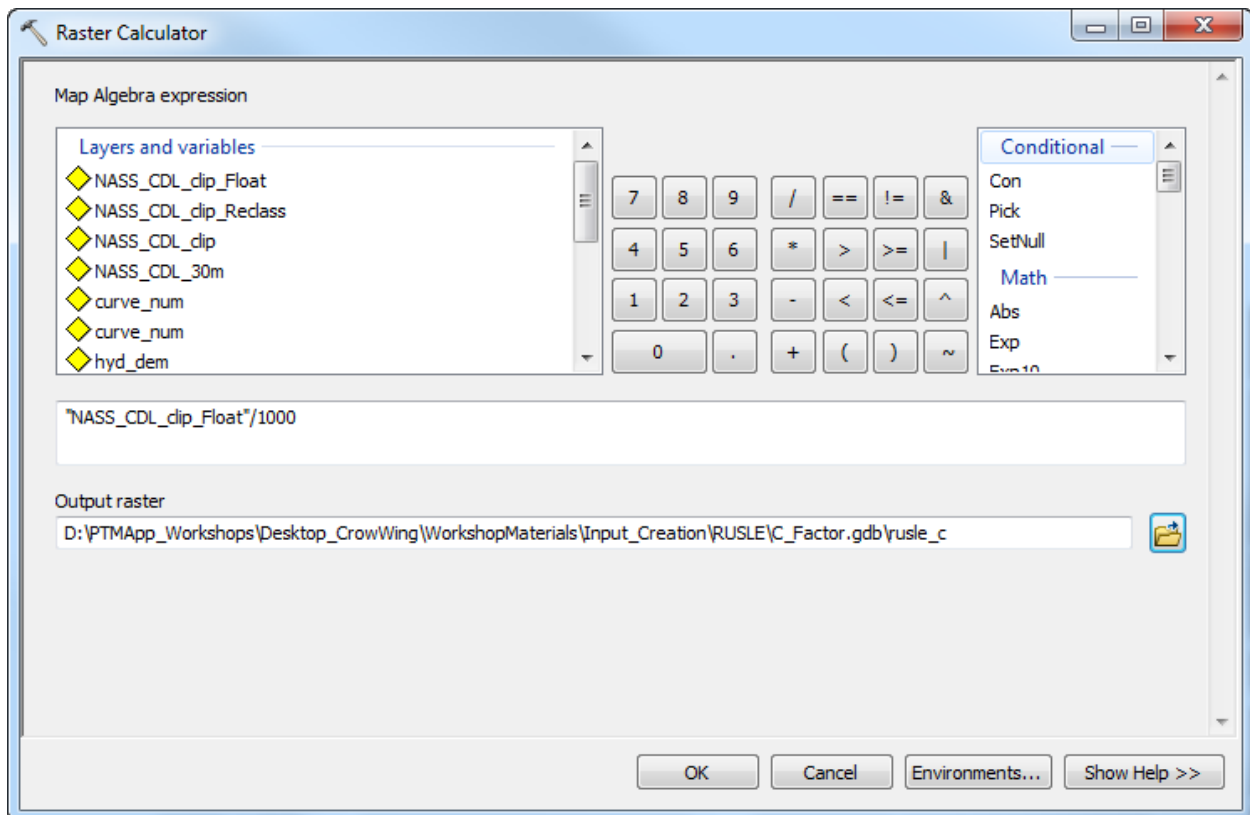 Raster Calculator
Map Algebra expression
Layers and variables
NASS_CDL_clip_Float
NASS_CDL_clip_Reclass
NASS_CDL_clip
NASS_CDL_30m
curve_num
curve_num
hyd_dem
7 8 9 / == != &
4 5 6 * > >= |
1 2 3 - < <= ^
0 . + ( ) ~
Conditional
Con
Pick
SetNull
Math
Abs
Exp
Exp10
"NASS_CDL_clip_Float"/1000
Output raster
D:\PTMApp_Workshops\Desktop_CrowWing\WorkshopMaterials\Input_Creation\RUSLE\C_Factor.gdb\rusle_c
OK Cancel Environments... Show Help >>